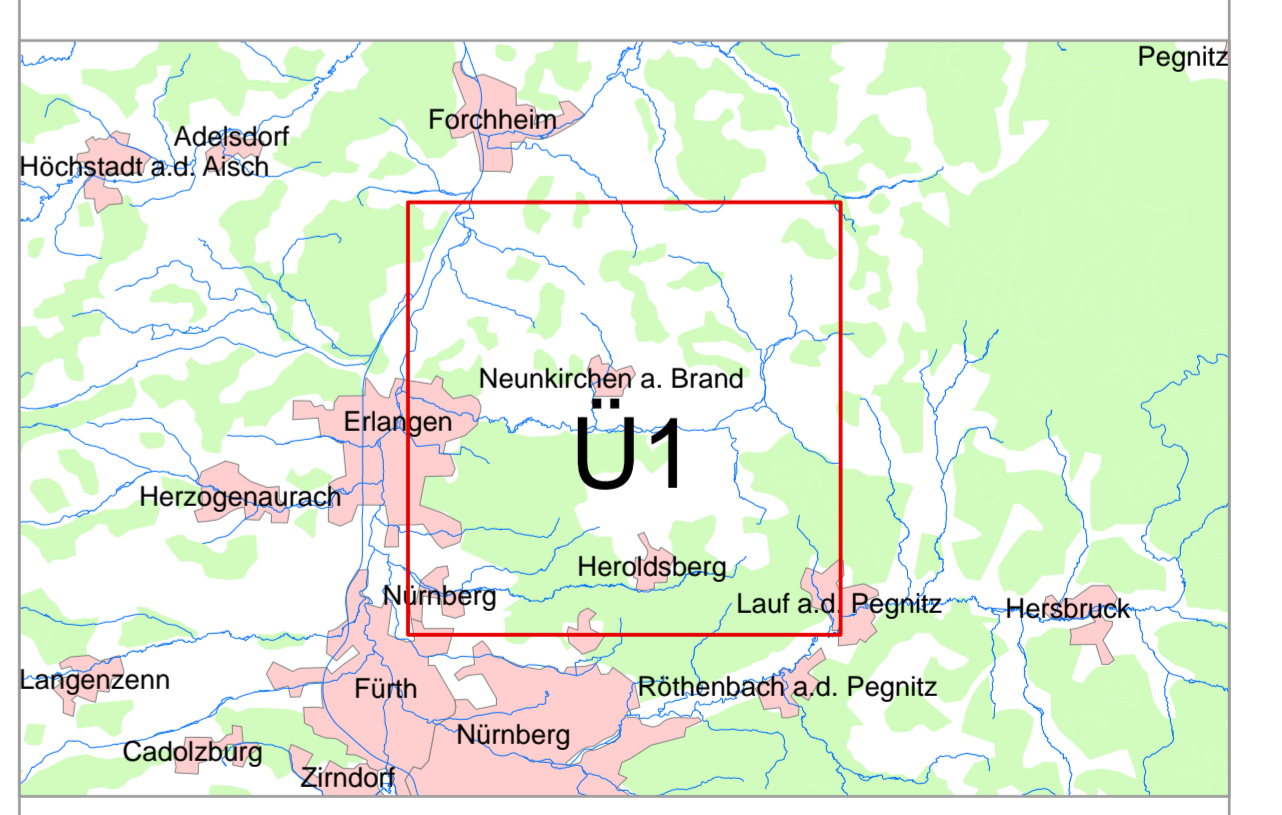 Pegnitz
Forchheim
Adelsdorf
Höchstadt a.d. Aisch
Neunkirchen a. Brand
Erlangen
Ü1
Herzogenaurach
Heroldsberg
Nürnberg
Lauf a.d. Pegnitz
Hersbruck
Langenzenn
Fürth
Röthenbach a.d. Pegnitz
Nürnberg
Cadolzburg
Zirndorf